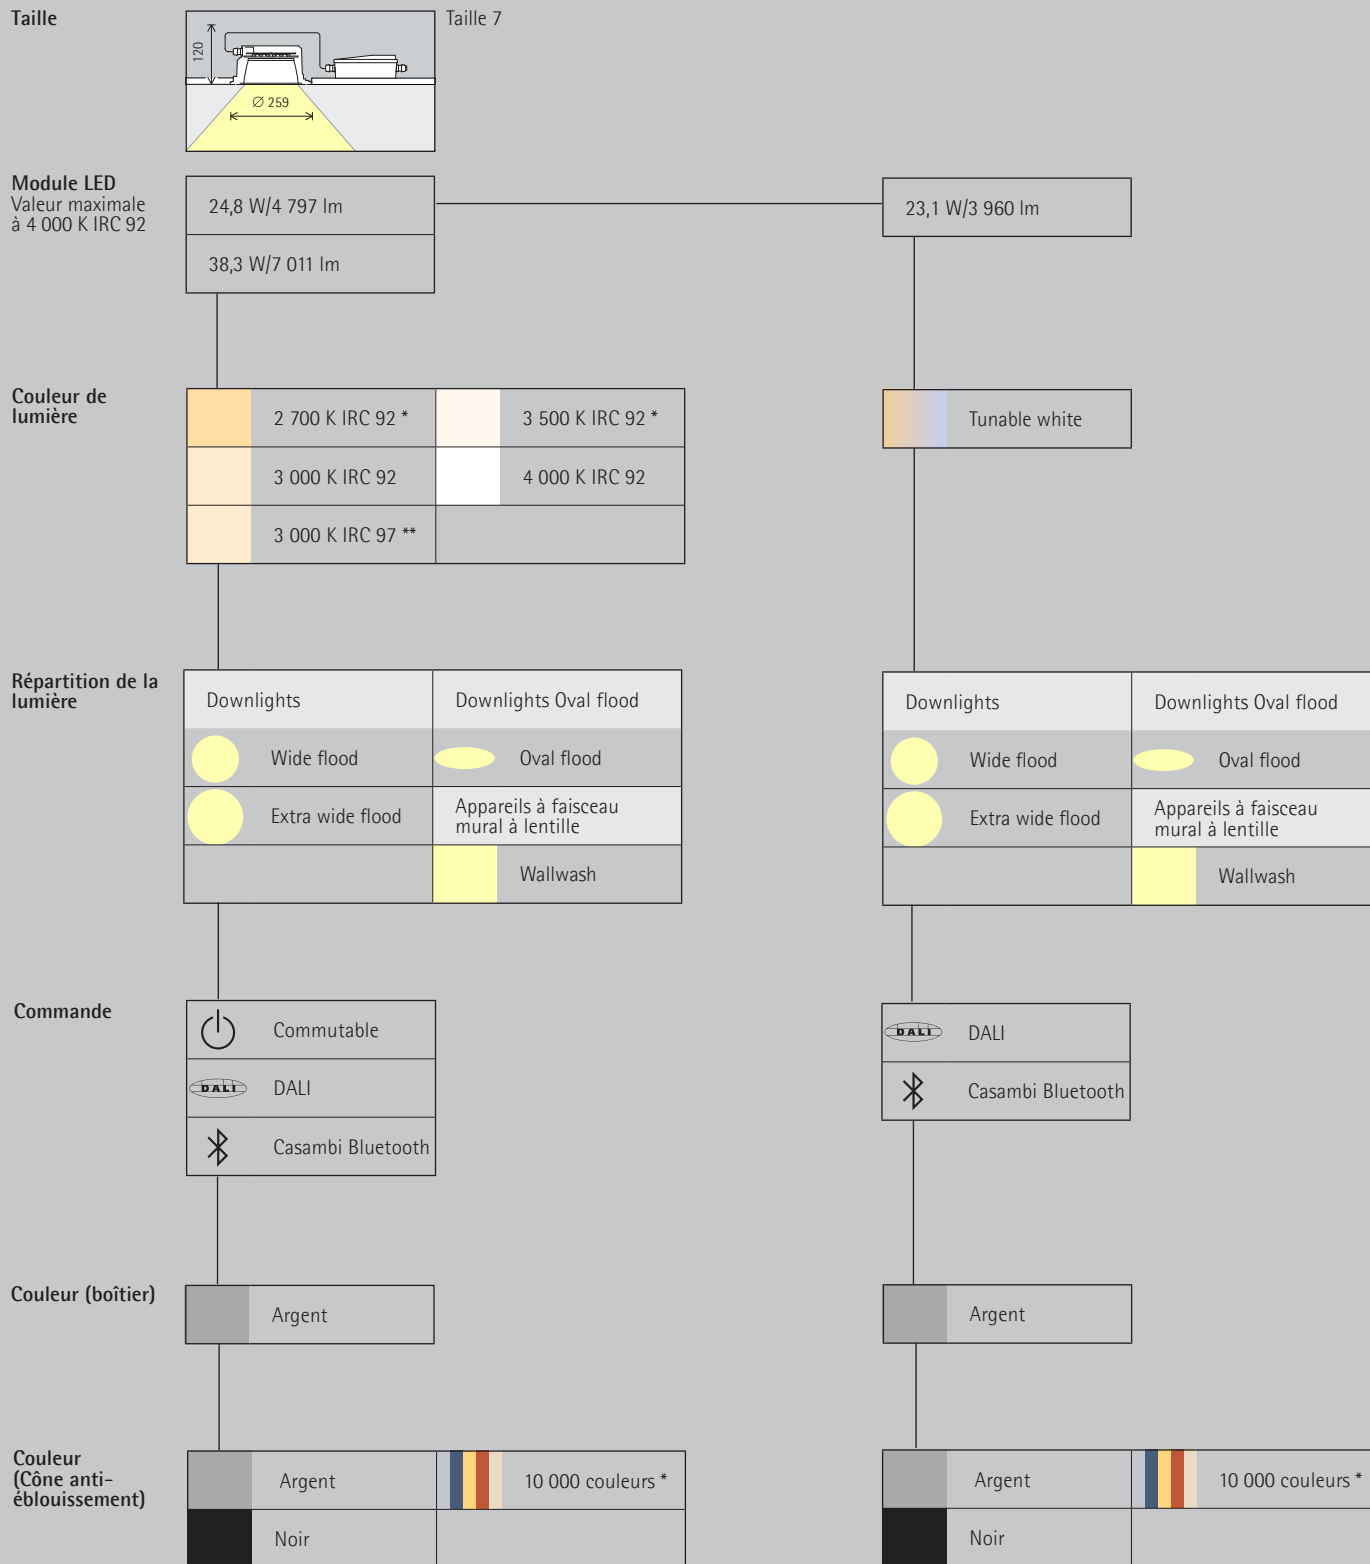 Taille
120
Ø 259
Taille 7
Module LED
Valeur maximale
à 4 000 K IRC 92
24,8 W/4 797 lm
38,3 W/7 011 lm
23,1 W/3 960 lm
Couleur de
lumière
2 700 K IRC 92 *
3 500 K IRC 92 *
3 000 K IRC 92
4 000 K IRC 92
3 000 K IRC 97 **
Tunable white
Répartition de la
lumière
Downlights
Downlights Oval flood
Wide flood
Oval flood
Extra wide flood
Appareils à faisceau
mural à lentille
Wallwash
Downlights
Downlights Oval flood
Wide flood
Oval flood
Extra wide flood
Appareils à faisceau
mural à lentille
Wallwash
Commande
Commutable
DALI DALI
Casambi Bluetooth
DALI DALI
Casambi Bluetooth
Couleur (boîtier)
Argent
Argent
Couleur
(Cône anti-
éblouissement)
Argent
10 000 couleurs *
Noir
Argent
10 000 couleurs *
Noir